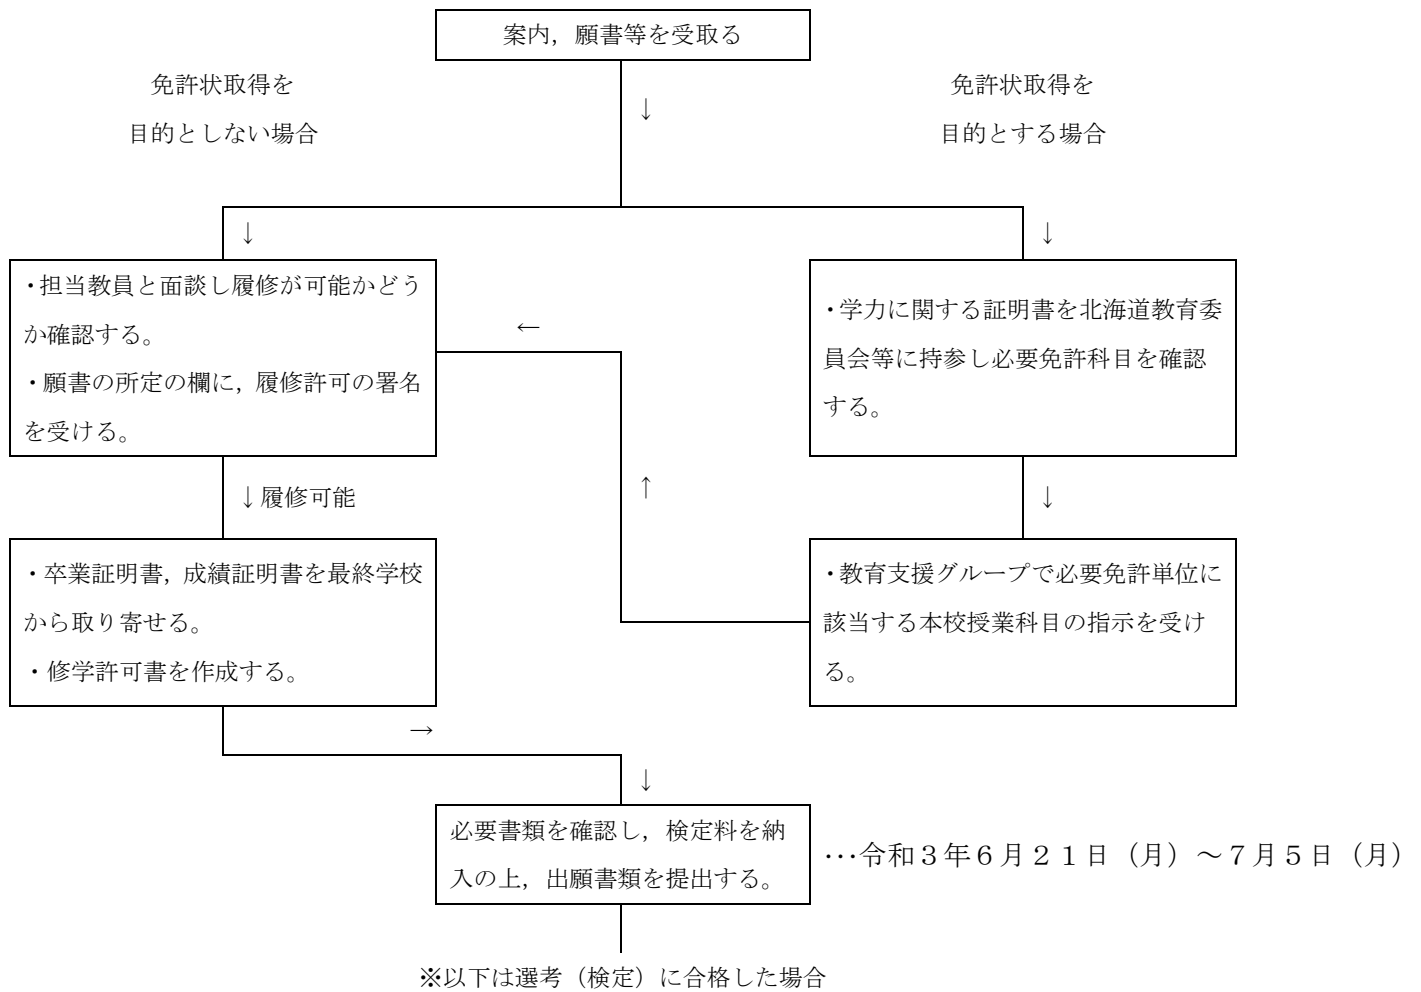 案内，願書等を受取る
免許状取得を
目的としない場合
免許状取得を
目的とする場合
↓
↓
↓
・担当教員と面談し履修が可能かどう
か確認する。
・願書の所定の欄に，履修許可の署名
を受ける。
←
・学力に関する証明書を北海道教育委
員会等に持参し必要免許科目を確認
する。
↓履修可能
↑
↓
・卒業証明書，成績証明書を最終学校
から取り寄せる。
・修学許可書を作成する。
・教育支援グループで必要免許単位に
該当する本校授業科目の指示を受け
る。
→
↓
必要書類を確認し，検定料を納
入の上，出願書類を提出する。
…令和３年６月２１日（月）～７月５日（月）
※以下は選考（検定）に合格した場合